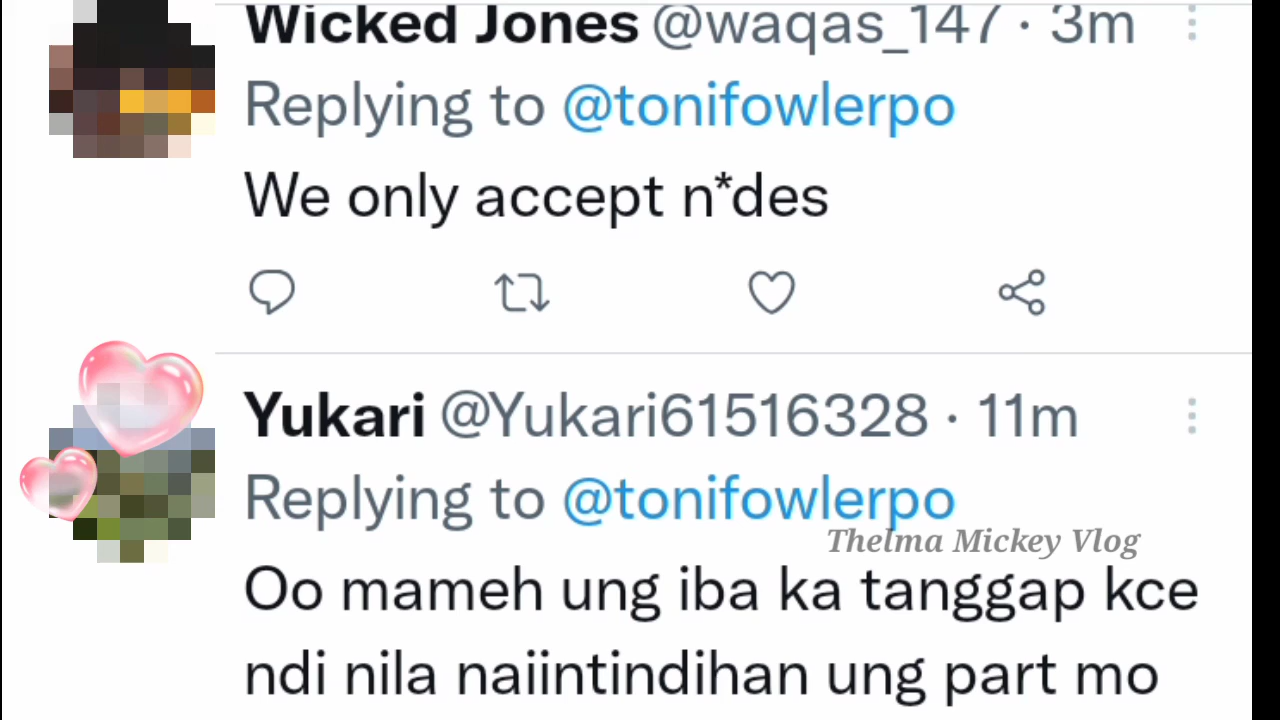 Wicked Jones @waqas_147 · 3m
Replying to @tonifowlerpo
We only accept n*des
Yukari @Yukari61516328 · 11m
Replying to @tonifowlerpo
Thelma Mickey Vlog
Oo mameh ung iba ka tanggap kce
ndi nila naiintindihan ung part mo